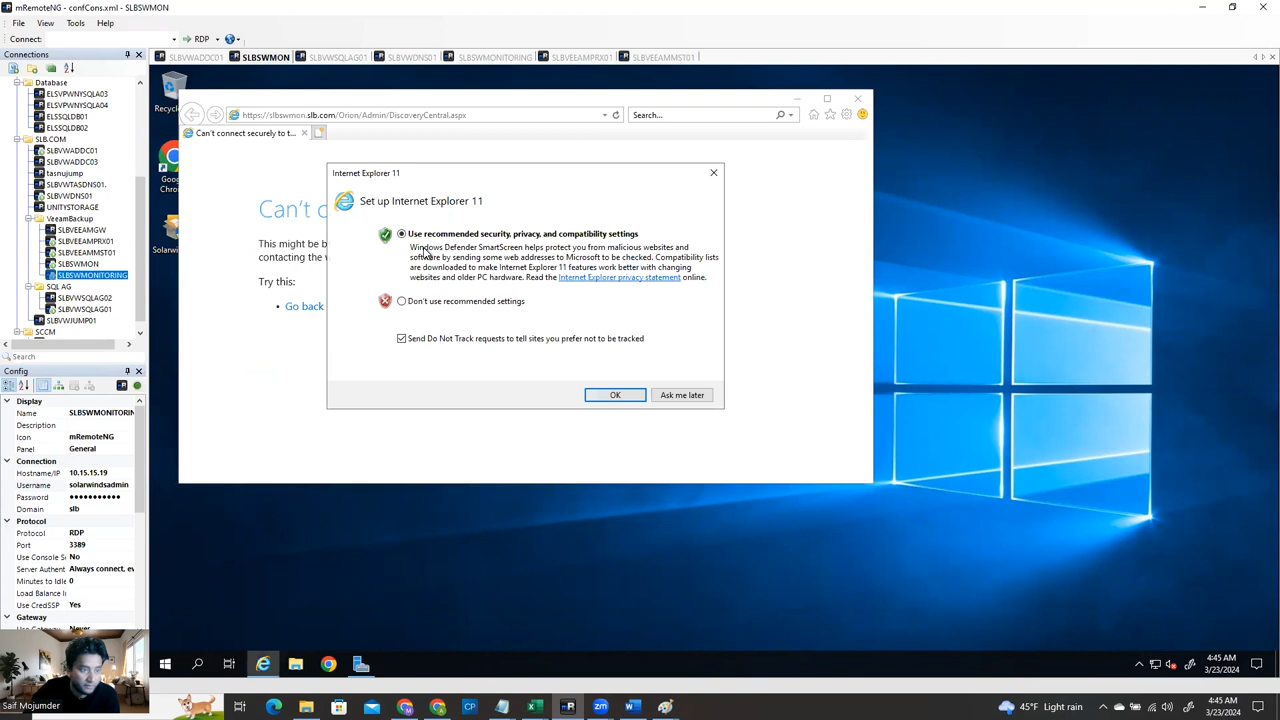 mRemoteNG - confCons.xml - SLBSWMON
File View Tools Help
Connect: RDP
Connections
SLBVWADDC01 SLBSWMON SLBVWSQLAG01 SLBVWDNS01 SLBSWMONITORING SLBVEEAMPRX01 SLBVEEAMMST01
Database
ELSVPWNYSQLA03
ELSVPWNYSQLA04
ELSSQLDB01
ELSSQLDB02
SLB.COM
SLBVWADDC01
SLBVWADDC03
tasnujump
SLBVWTASDNS01.
SLBVWDNS01
UNITYSTORAGE
VeeamBackup
SLBVEEAMGW
SLBVEEAMPRX01
SLBVEEAMMST01
SLBSWMON
SLBSWMONITORING
SQL AG
SLBVWSQLAG02
SLBVWSQLAG01
SLBVWJUMP01
SCCM
Search
Config
Display
Name SLBSWMONITORIN
Description
Icon mRemoteNG
Panel General
Connection
Hostname/IP 10.15.15.19
Username solarwindsadmin
Password ●●●●●●●●●●●
Domain slb
Protocol
Protocol RDP
Port 3389
Use Console S No
Server Authent Always connect, ev
Minutes to Idle 0
Load Balance I
Use CredSSP Yes
Gateway
Never
Saif Mojumder
Recyc
Goog
Chro
Solarwi
https://slbswmon.slb.com/Orion/Admin/DiscoveryCentral.aspx
Search...
Can't connect securely to t...
Can't c
This might be b
contacting the
Try this:
• Go back
Internet Explorer 11
Set up Internet Explorer 11
Use recommended security, privacy, and compatibility settings
Windows Defender SmartScreen helps protect you from malicious websites and
software by sending some web addresses to Microsoft to be checked. Compatibility lists
are downloaded to make Internet Explorer 11 features work better with changing
websites and older PC hardware. Read the Internet Explorer privacy statement online.
Don't use recommended settings
Send Do Not Track requests to tell sites you prefer not to be tracked
OK Ask me later
4:45 AM
3/23/2024
45°F Light rain
4:45 AM
3/23/2024